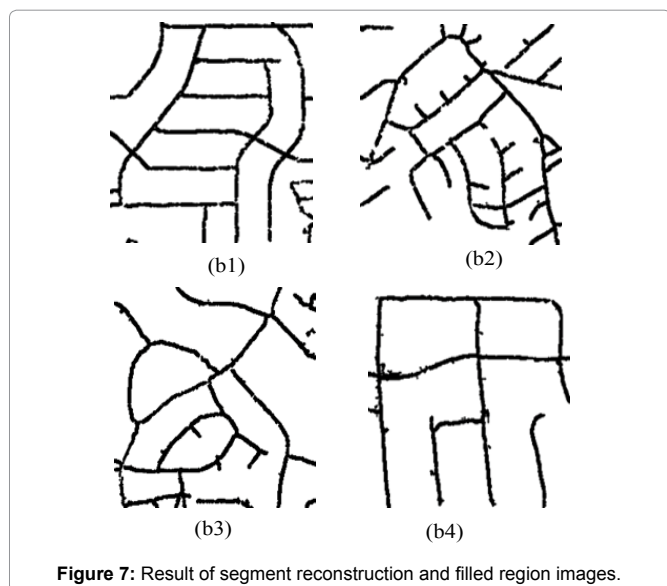 (b1)
(b2)
(b3)
(b4)
Figure 7: Result of segment reconstruction and filled region images.